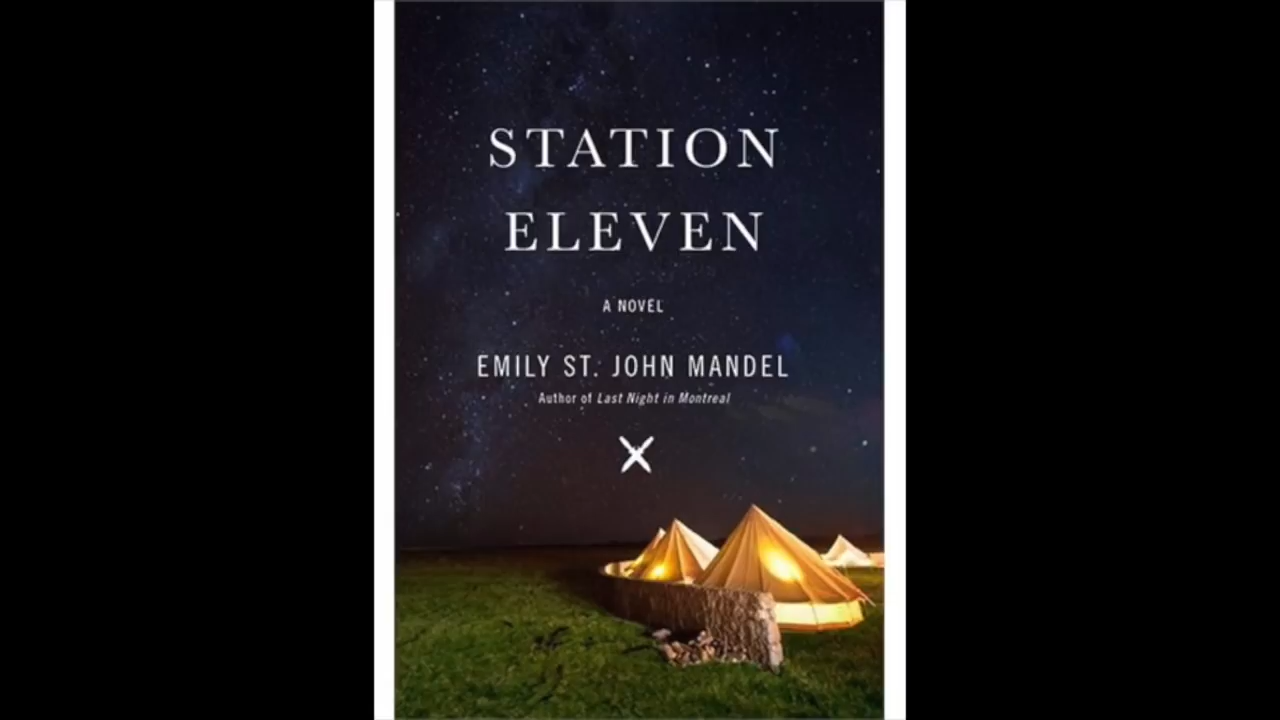 STATION
ELEVEN
A NOVEL
EMILY ST. JOHN MANDEL
Author of Last Night in Montreal